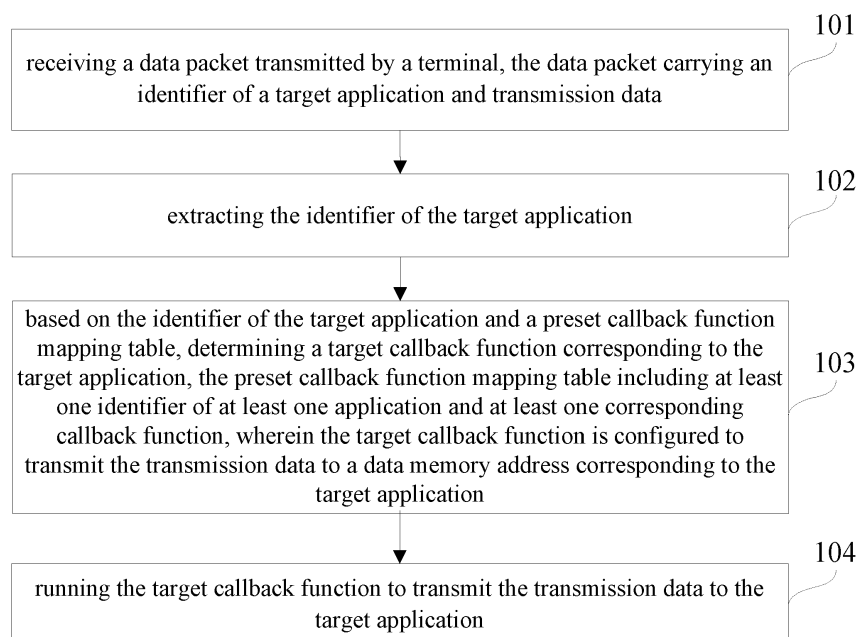 101
receiving a data packet transmitted by a terminal, the data packet carrying an
identifier of a target application and transmission data
102
extracting the identifier of the target application
based on the identifier of the target application and a preset callback function
mapping table, determining a target callback function corresponding to the
target application, the preset callback function mapping table including at least
one identifier of at least one application and at least one corresponding
callback function, wherein the target callback function is configured to
transmit the transmission data to a data memory address corresponding to the
target application
103
104
running the target callback function to transmit the transmission data to the
target application